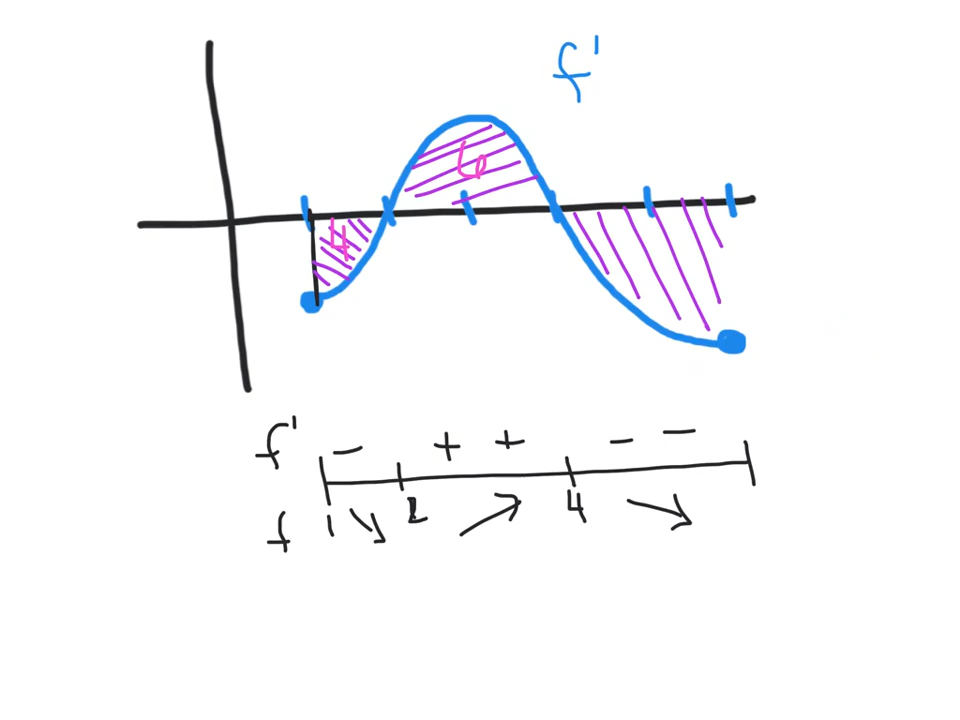 f'
6
4
f' − + + − −
1 2 4
f ↘ ↗ ↘